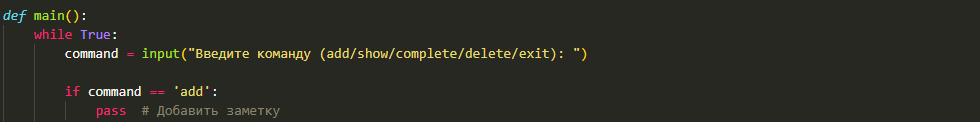 def main():
    while True:
        command = input("Введите команду (add/show/complete/delete/exit): ")

        if command == 'add':
            pass  # Добавить заметку